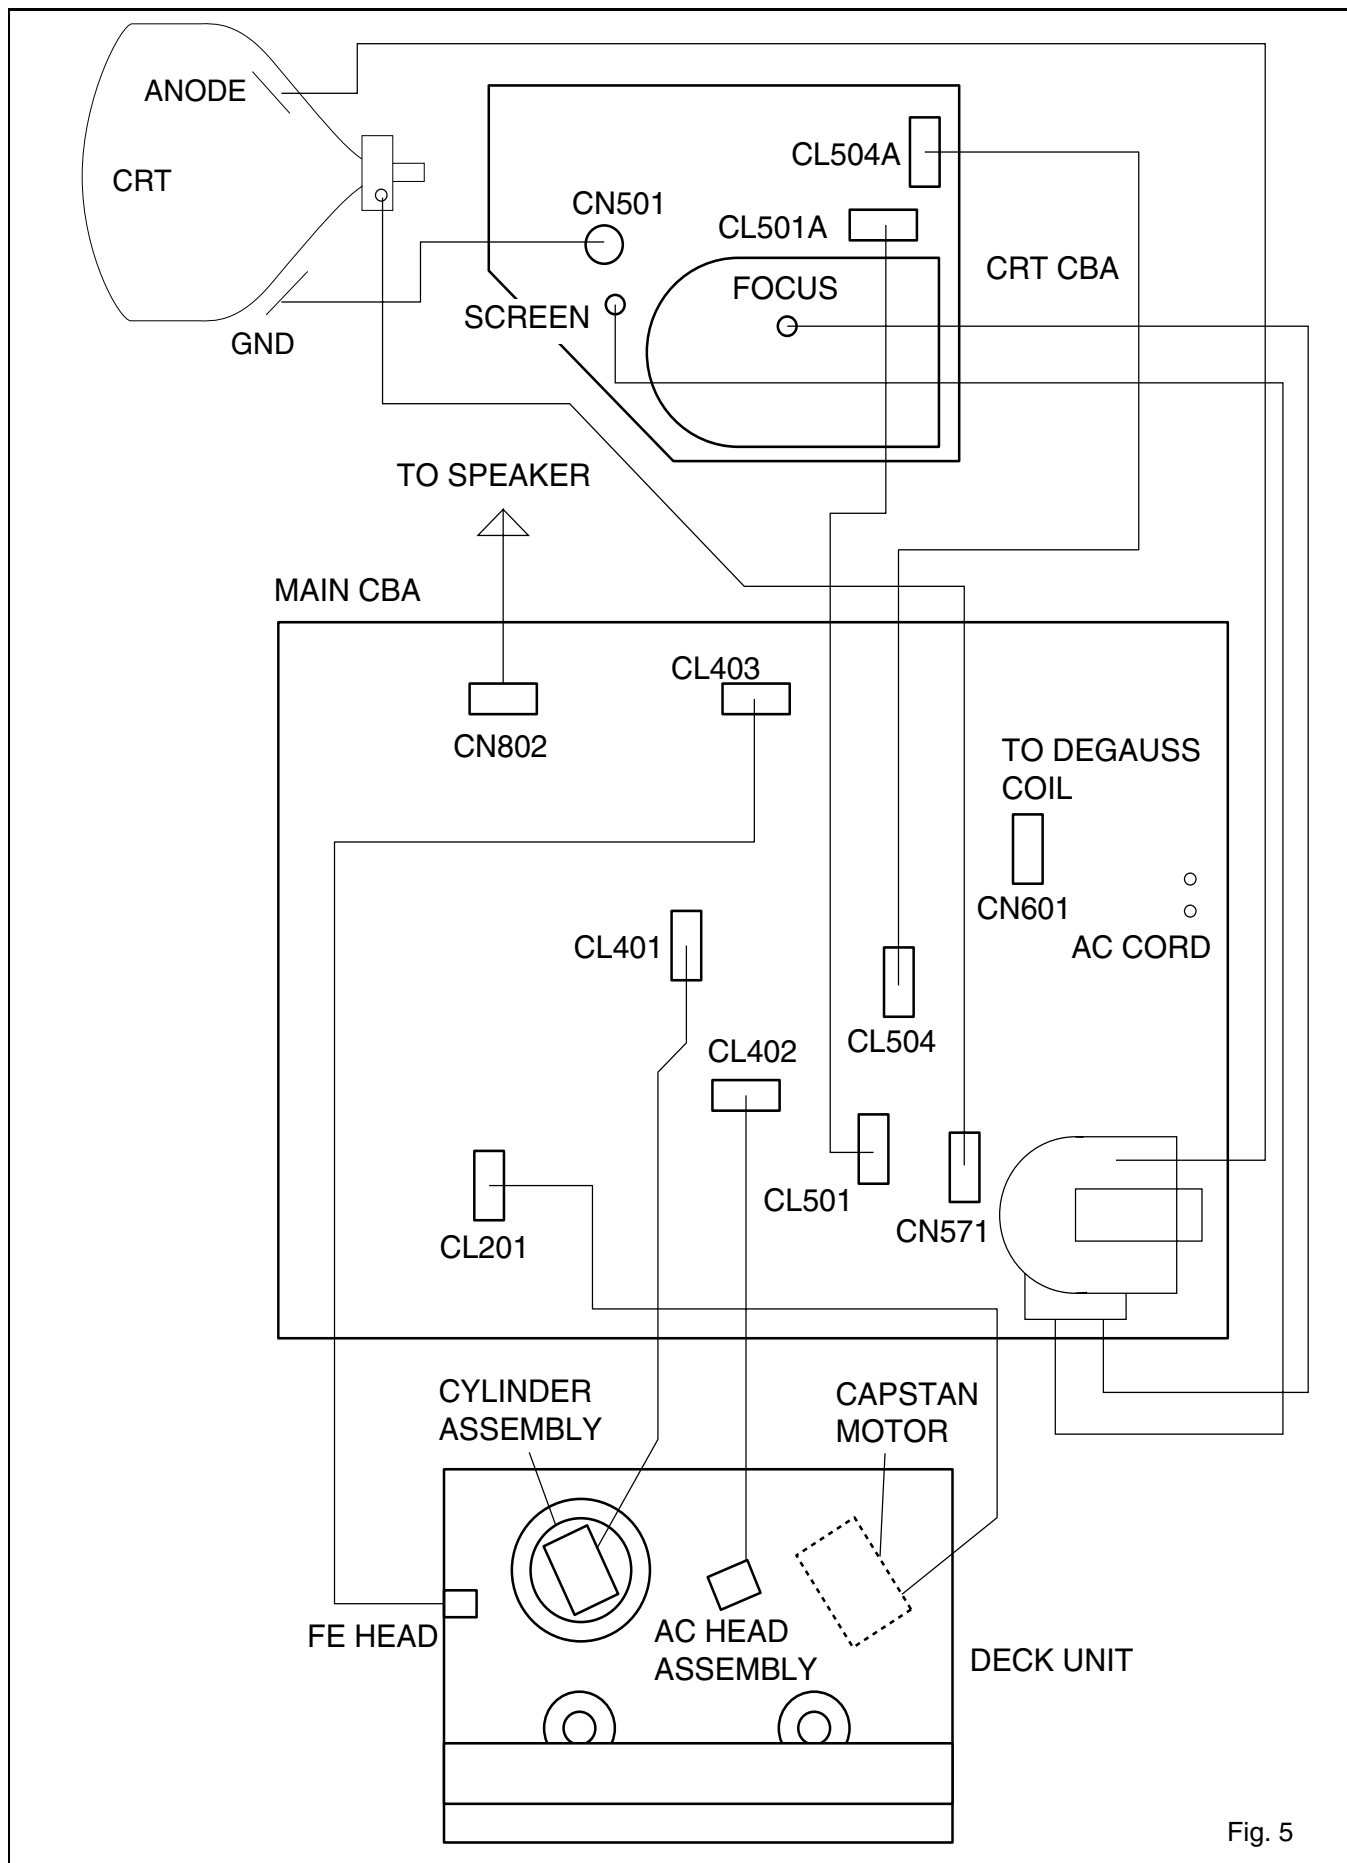 ANODE
CRT
GND
CN501
SCREEN
CL504A
CL501A
FOCUS
CRT CBA
TO SPEAKER
MAIN CBA
CL403
CN802
TO DEGAUSS
COIL
CN601
AC CORD
CL401
CL504
CL402
CL501
CN571
CL201
CYLINDER
ASSEMBLY
CAPSTAN
MOTOR
FE HEAD
AC HEAD
ASSEMBLY
DECK UNIT
Fig. 5